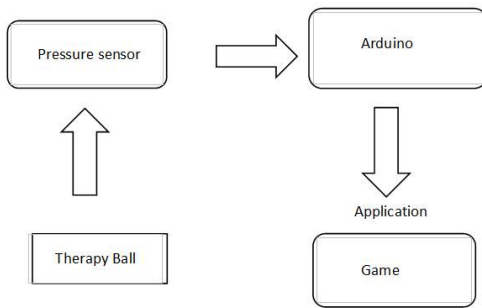 Pressure sensor
Arduino
Application
Therapy Ball
Game